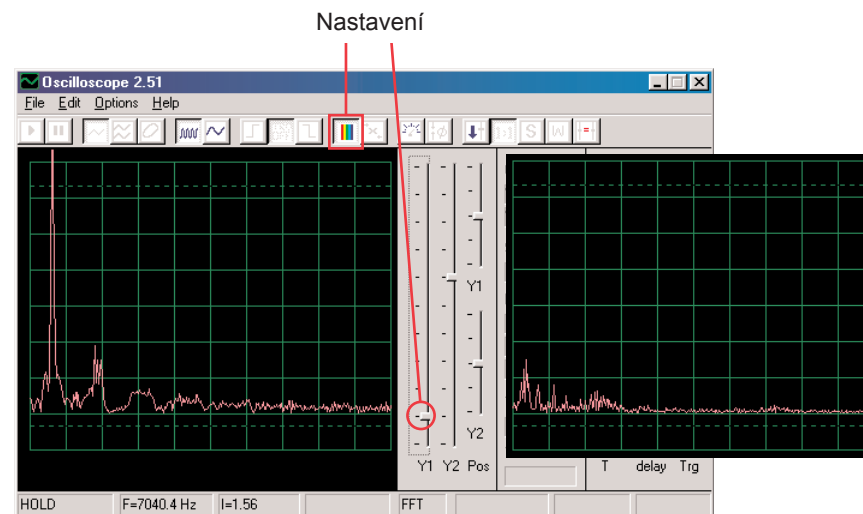 Nastavení
Oscilloscope 2.51
File Edit Options Help
Y1
Y2
Y1 Y2 Pos
T delay Trg
HOLD F=7040.4 Hz I=1.56 FFT